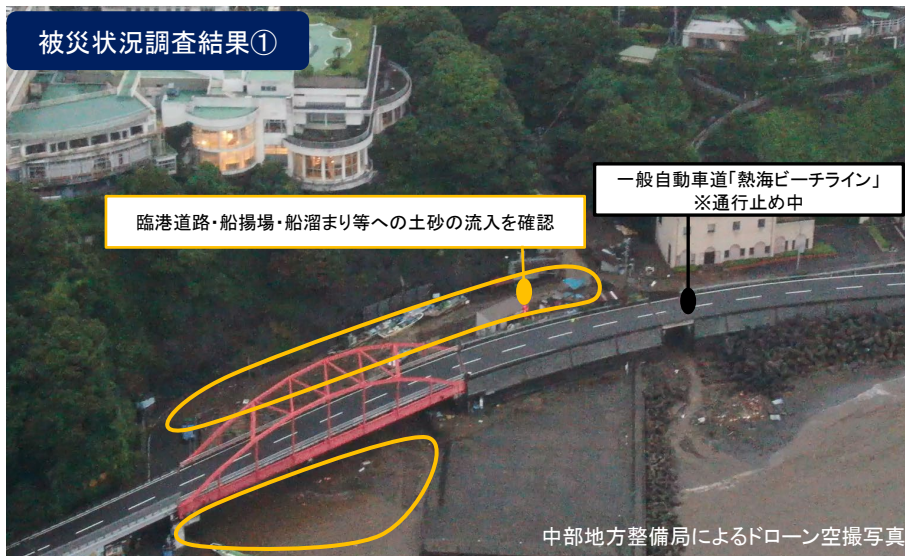 被災状況調査結果①
一般自動車道「熱海ビーチライン」
※通行止め中
臨港道路・船揚場・船溜まり等への土砂の流入を確認
中部地方整備局によるドローン空撮写真